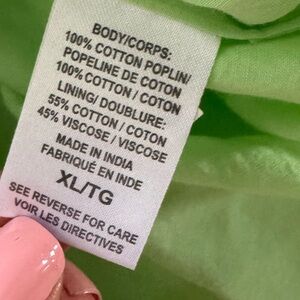 BODY/CORPS:
100% COTTON POPLIN/
POPELINE DE COTON
100% COTTON / COTON
LINING/ DOUBLURE:
55% COTTON / COTON
45% VISCOSE / VISCOSE
MADE IN INDIA
FABRIQUÉ EN INDE
XL/TG
SEE REVERSE FOR CARE
VOIR LES DIRECTIVES